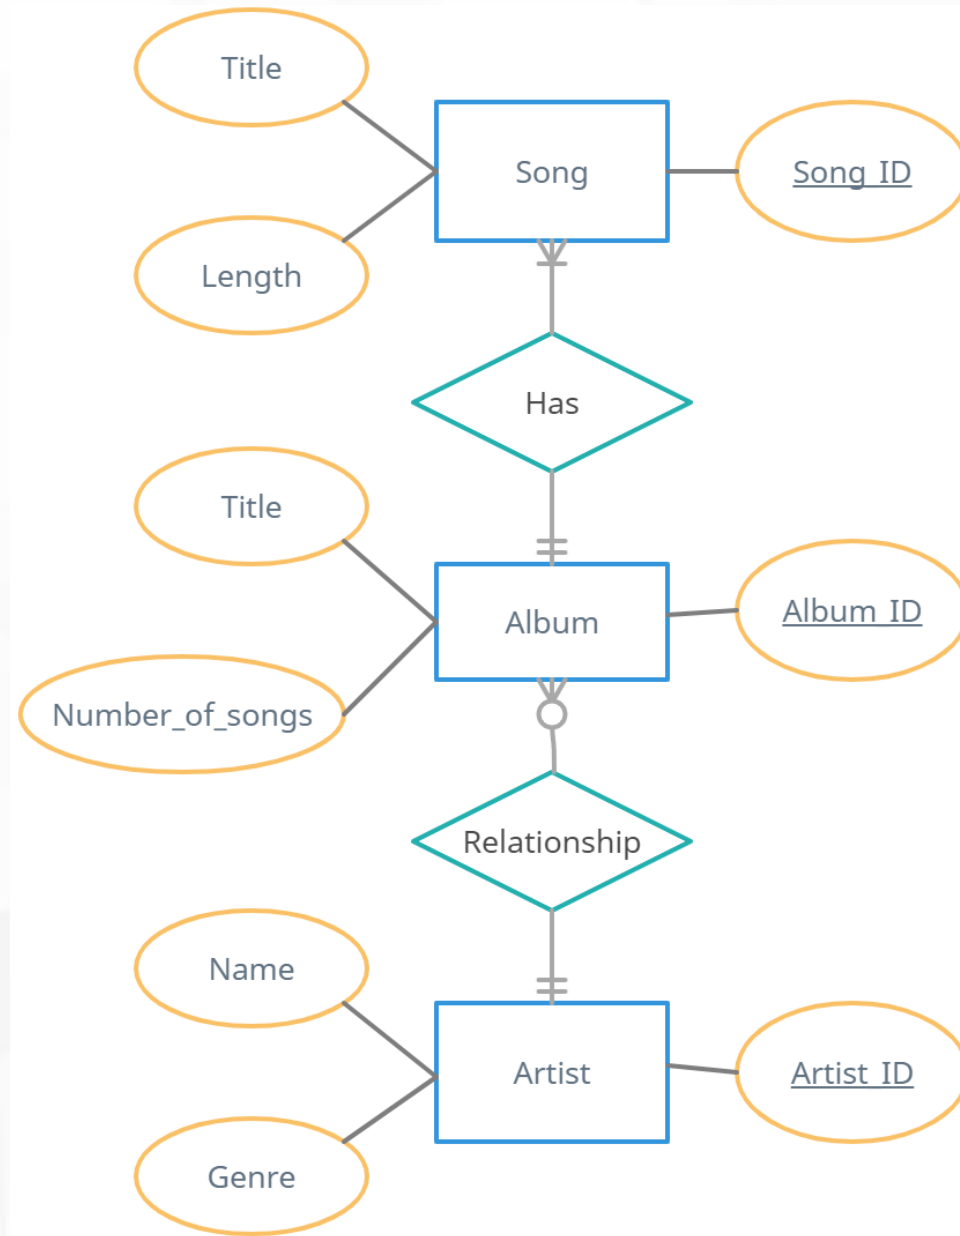 Title
Song
Song_ID
Length
Has
Title
Album
Album_ID
Number_of_songs
Relationship
Name
Artist
Artist_ID
Genre